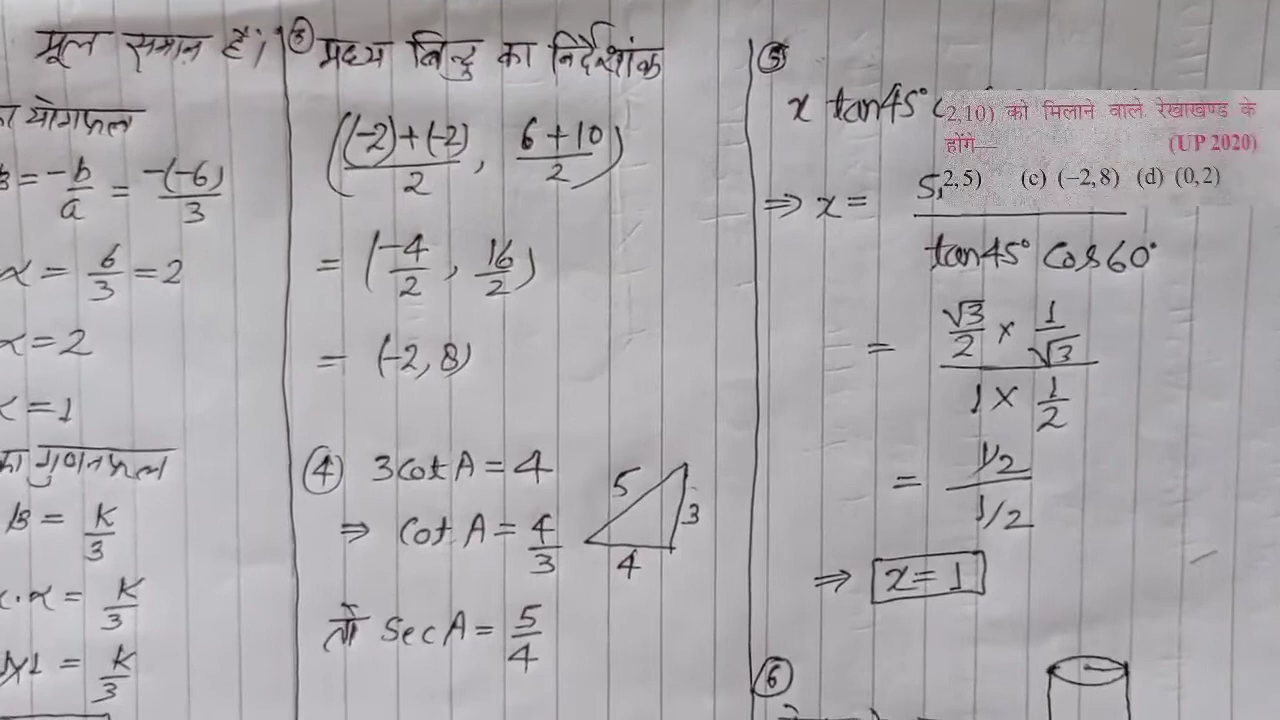 मूल समान है।
योगफल
= -b/a = -(-6)/3
α = 6/3 = 2
α = 2
= 1
का गुणनफल
β = K/3
α.α = K/3
1x1 = K/3
③ मध्य बिन्दु का निर्देशांक
((-2)+(-2)/2, 6+10/2)
= (-4/2, 16/2)
= (-2, 8)
④ 3 cot A = 4
⇒ cot A = 4/3
तो sec A = 5/4
5
3
4
⑤
x tan45°
⇒ x =
tan45° cos60°
= √3/2 × 1/√3 / 1 × 1/2
= 1/2 / 1/2
⇒ x = 1
⑥
2,10) को मिलाने वाले रेखाखण्ड के
होंगे— (UP 2020)
2,5) (c) (−2,8) (d) (0,2)